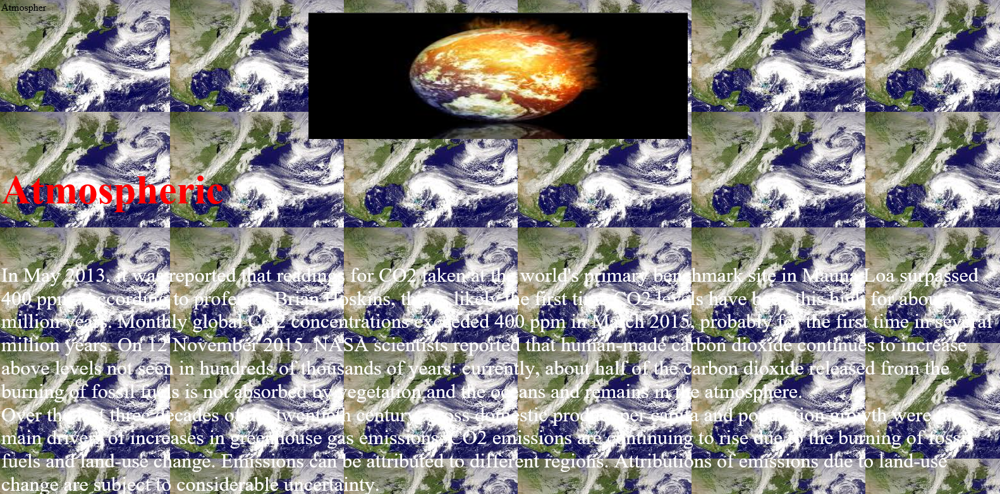 Atmospher
Atmospheric
In May 2013, it was reported that readings for CO2 taken at the world's primary benchmark site in Mauna Loa surpassed
400 ppm. According to professor Brian Hoskins, this is likely the first time CO2 levels have been this high for about 4.5
million years. Monthly global CO2 concentrations exceeded 400 ppm in March 2015, probably for the first time in several
million years. On 12 November 2015, NASA scientists reported that human-made carbon dioxide continues to increase
above levels not seen in hundreds of thousands of years: currently, about half of the carbon dioxide released from the
burning of fossil fuels is not absorbed by vegetation and the oceans and remains in the atmosphere.
Over the last three decades of the twentieth century, gross domestic product per capita and population growth were the
main drivers of increases in greenhouse gas emissions. CO2 emissions are continuing to rise due to the burning of fossil
fuels and land-use change. Emissions can be attributed to different regions. Attributions of emissions due to land-use
change are subject to considerable uncertainty.